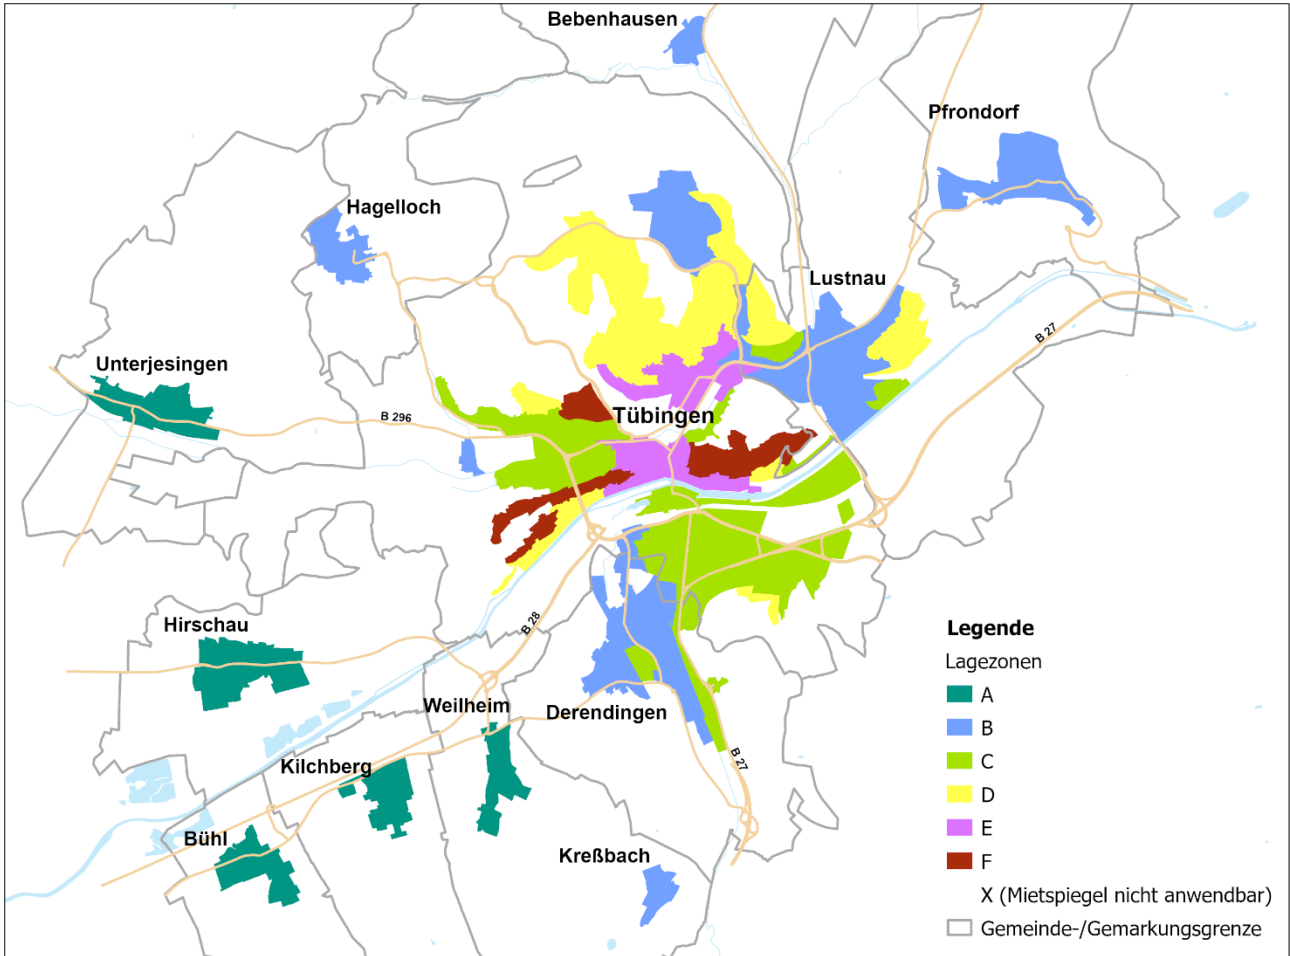 Bebenhausen
Pfrondorf
Hagelloch
Lustnau
B 27
Unterjesingen
B 296
Tübingen
Hirschau
B 28
Weilheim
Derendingen
Kilchberg
B 27
Bühl
Kreßbach
Legende
Lagezonen
A
B
C
D
E
F
X (Mietspiegel nicht anwendbar)
Gemeinde-/Gemarkungsgrenze